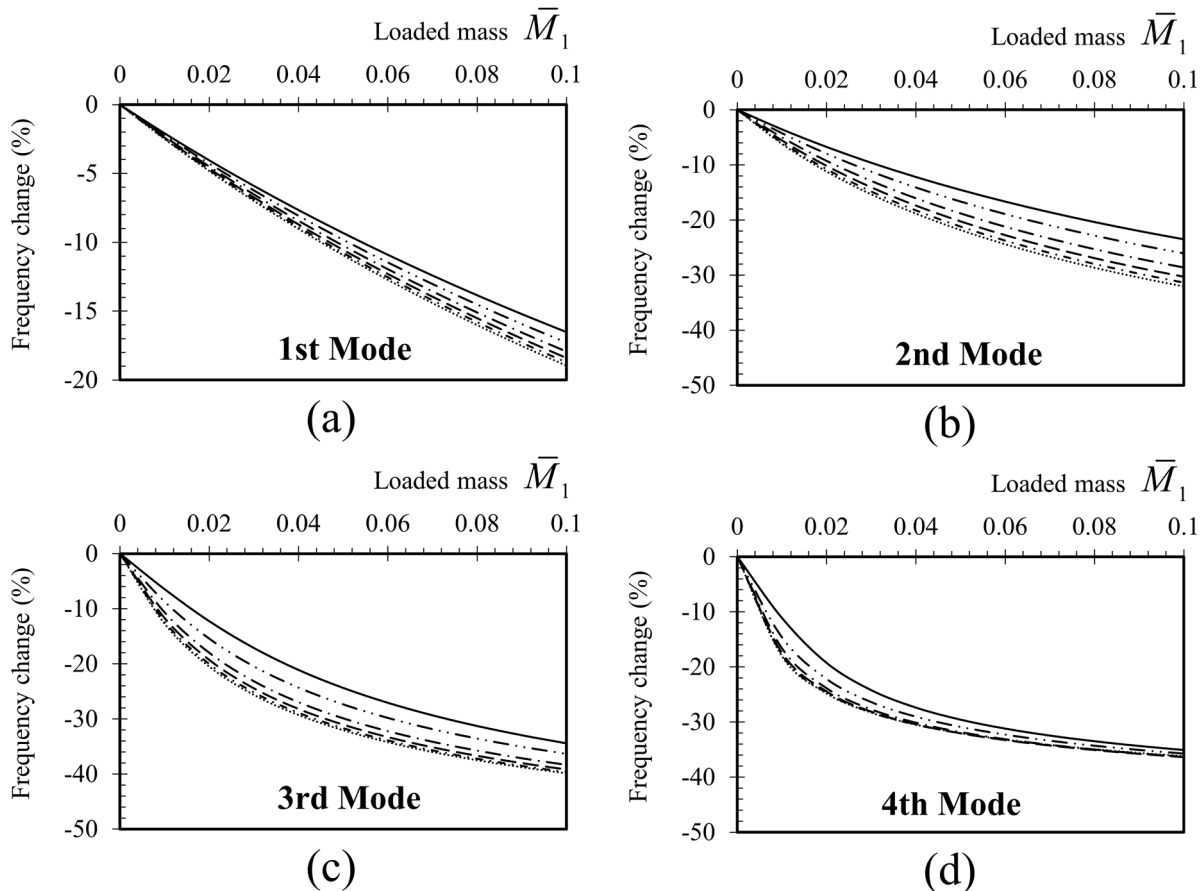 Loaded mass M̄1
0 0.02 0.04 0.06 0.08 0.1
0
-5
-10
-15
-20
Frequency change (%)
1st Mode
(a)
Loaded mass M̄1
0 0.02 0.04 0.06 0.08 0.1
0
-10
-20
-30
-40
-50
Frequency change (%)
2nd Mode
(b)
Loaded mass M̄1
0 0.02 0.04 0.06 0.08 0.1
0
-10
-20
-30
-40
-50
Frequency change (%)
3rd Mode
(c)
Loaded mass M̄1
0 0.02 0.04 0.06 0.08 0.1
0
-10
-20
-30
-40
-50
Frequency change (%)
4th Mode
(d)